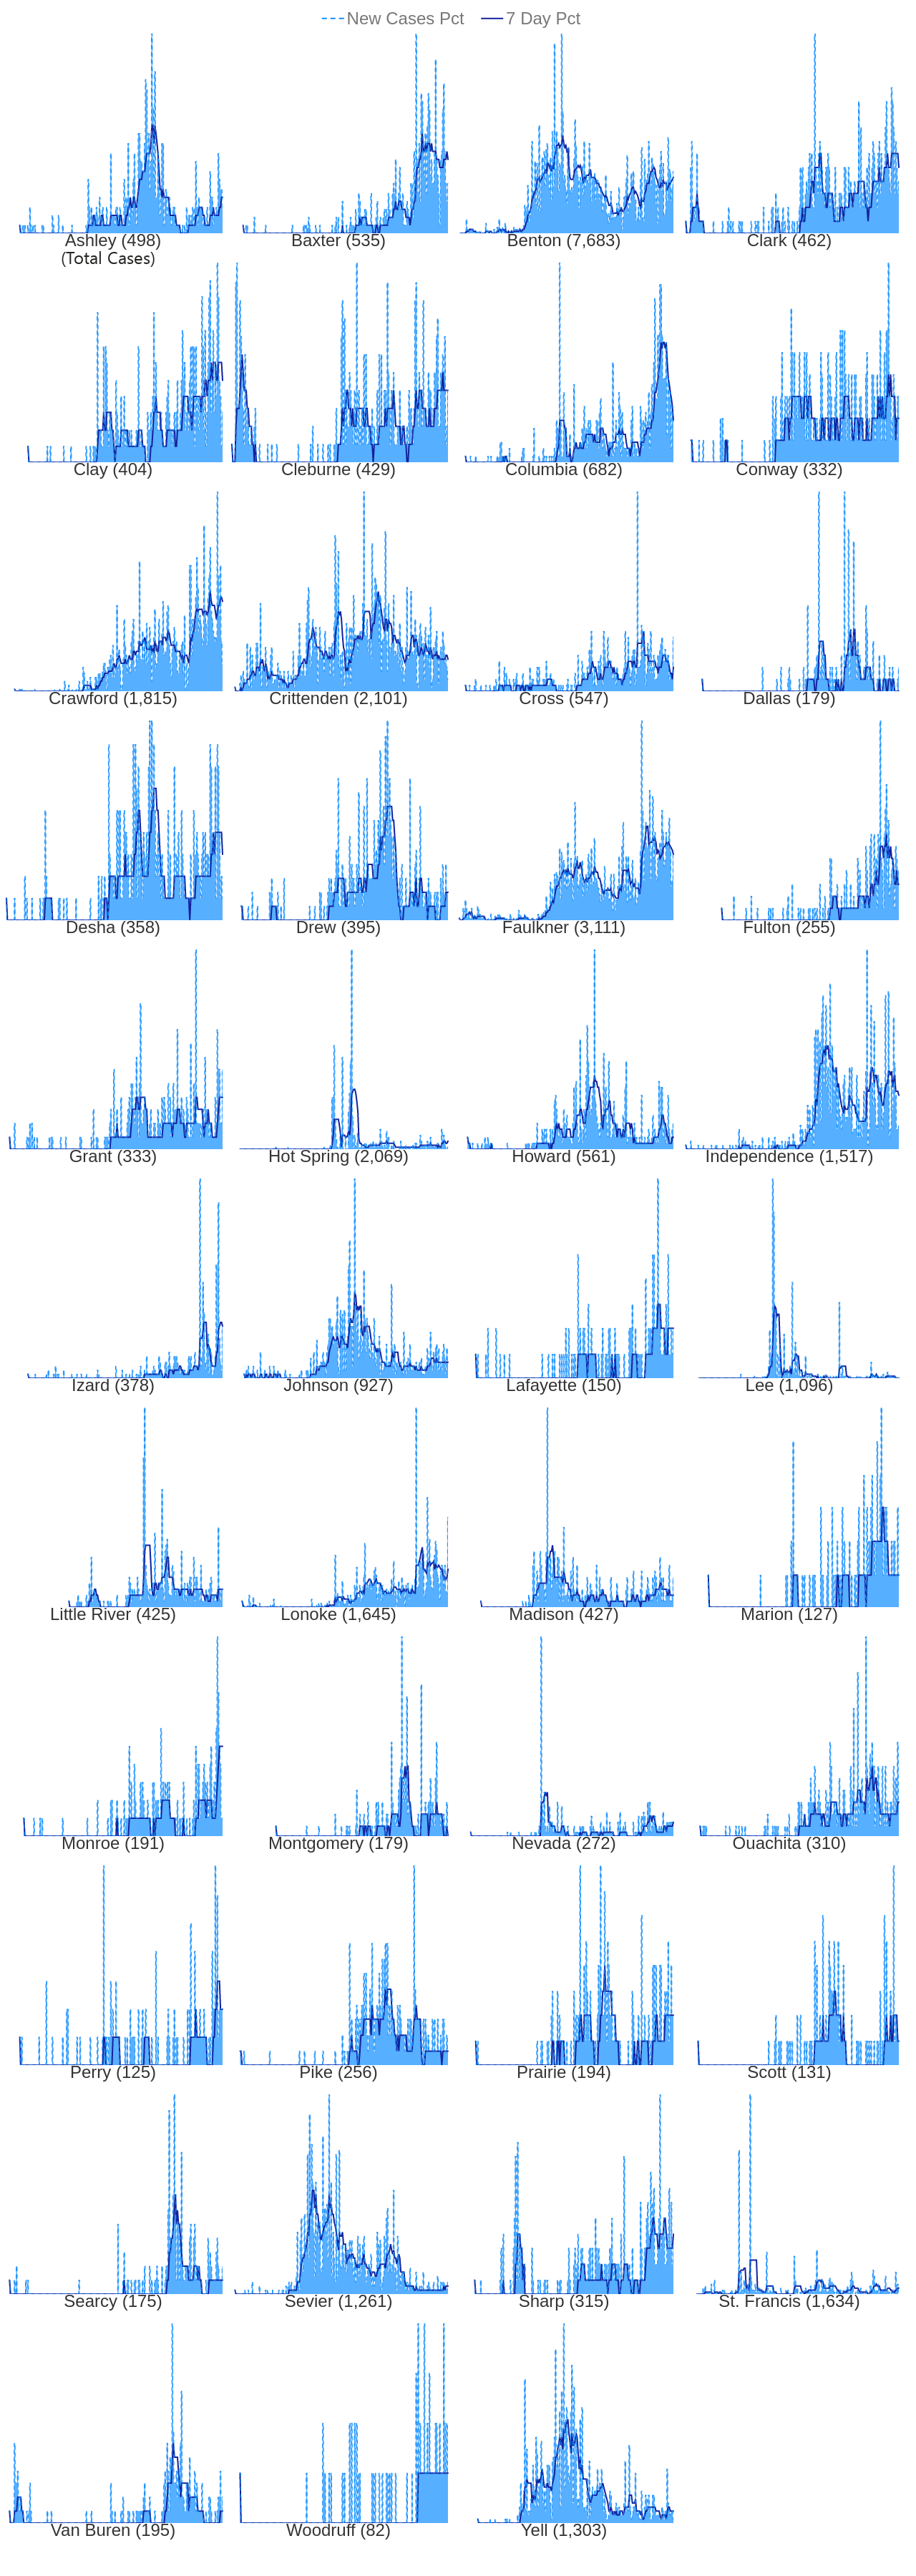 New Cases Pct 7 Day Pct
Ashley (498) Baxter (535) Benton (7,683) Clark (462)
(Total Cases)
Clay (404) Cleburne (429) Columbia (682) Conway (332)
Crawford (1,815) Crittenden (2,101) Cross (547) Dallas (179)
Desha (358) Drew (395) Faulkner (3,111) Fulton (255)
Grant (333) Hot Spring (2,069) Howard (561) Independence (1,517)
Izard (378) Johnson (927) Lafayette (150) Lee (1,096)
Little River (425) Lonoke (1,645) Madison (427) Marion (127)
Monroe (191) Montgomery (179) Nevada (272) Ouachita (310)
Perry (125) Pike (256) Prairie (194) Scott (131)
Searcy (175) Sevier (1,261) Sharp (315) St. Francis (1,634)
Van Buren (195) Woodruff (82) Yell (1,303)